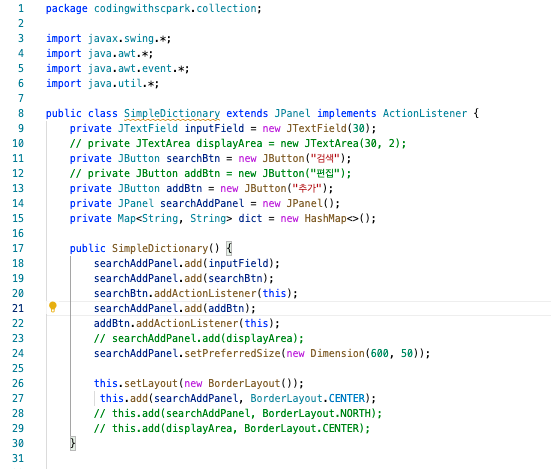 1 package codingwithscpark.collection;
2
3 import javax.swing.*;
4 import java.awt.*;
5 import java.awt.event.*;
6 import java.util.*;
7
8 public class SimpleDictionary extends JPanel implements ActionListener {
9 private JTextField inputField = new JTextField(30);
10 // private JTextArea displayArea = new JTextArea(30, 2);
11 private JButton searchBtn = new JButton("검색");
12 // private JButton addBtn = new JButton("편집");
13 private JButton addBtn = new JButton("추가");
14 private JPanel searchAddPanel = new JPanel();
15 private Map<String, String> dict = new HashMap<>();
16
17 public SimpleDictionary() {
18 searchAddPanel.add(inputField);
19 searchAddPanel.add(searchBtn);
20 searchBtn.addActionListener(this);
21 searchAddPanel.add(addBtn);
22 addBtn.addActionListener(this);
23 // searchAddPanel.add(displayArea);
24 searchAddPanel.setPreferredSize(new Dimension(600, 50));
25
26 this.setLayout(new BorderLayout());
27 this.add(searchAddPanel, BorderLayout.CENTER);
28 // this.add(searchAddPanel, BorderLayout.NORTH);
29 // this.add(displayArea, BorderLayout.CENTER);
30 }
31